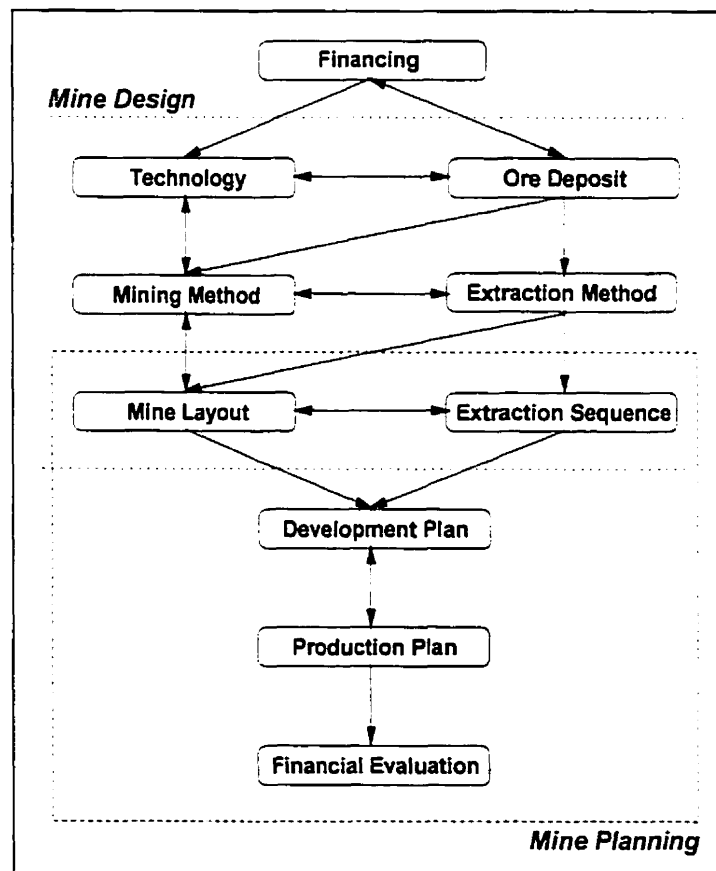 Financing
Mine Design
Technology
Ore Deposit
Mining Method
Extraction Method
Mine Layout
Extraction Sequence
Development Plan
Production Plan
Financial Evaluation
Mine Planning